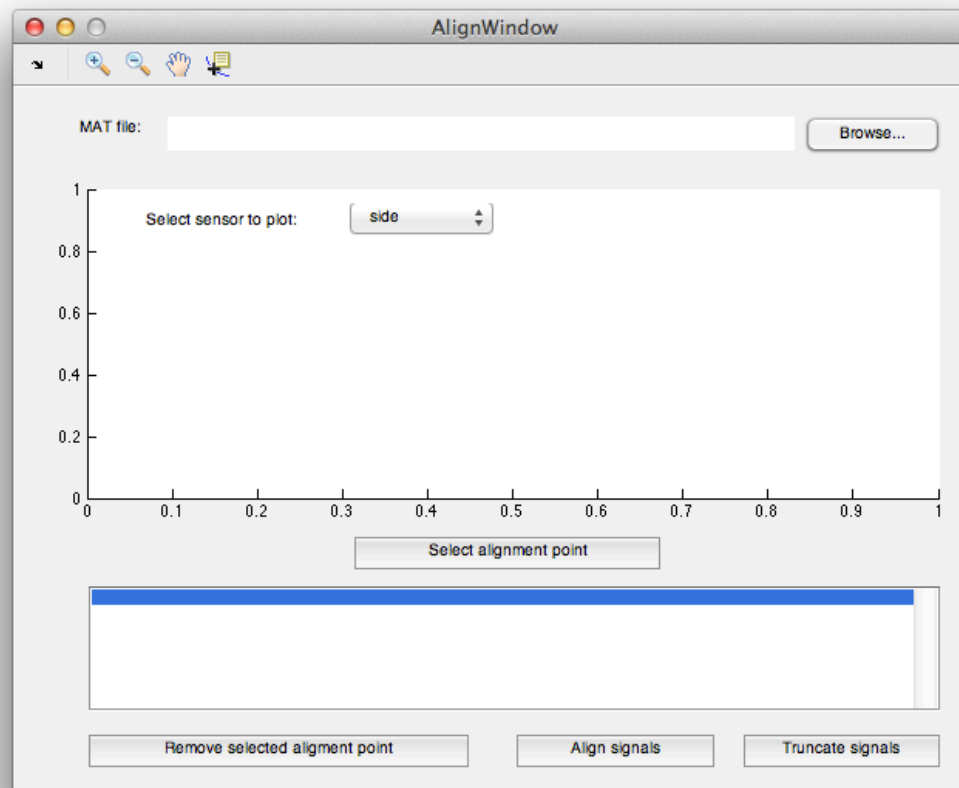 AlignWindow
MAT file:
Browse...
Select sensor to plot:
side
1
0.8
0.6
0.4
0.2
0
0 0.1 0.2 0.3 0.4 0.5 0.6 0.7 0.8 0.9 1
Select alignment point
Remove selected aligment point
Align signals
Truncate signals